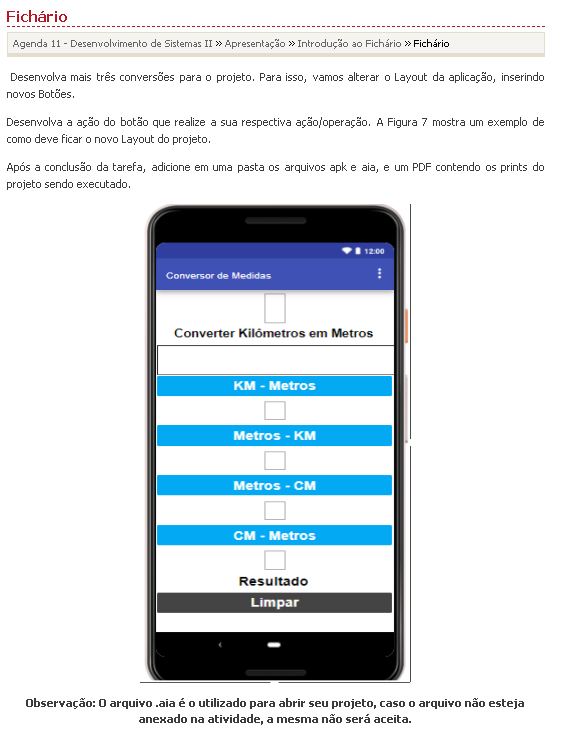 Fichário
Agenda 11 - Desenvolvimento de Sistemas II » Apresentação » Introdução ao Fichário » Fichário
Desenvolva mais três conversões para o projeto. Para isso, vamos alterar o Layout da aplicação, inserindo
novos Botões.
Desenvolva a ação do botão que realize a sua respectiva ação/operação. A Figura 7 mostra um exemplo de
como deve ficar o novo Layout do projeto.
Após a conclusão da tarefa, adicione em uma pasta os arquivos apk e aia, e um PDF contendo os prints do
projeto sendo executado.
12:00
Conversor de Medidas
Converter Kilômetros em Metros
KM - Metros
Metros - KM
Metros - CM
CM - Metros
Resultado
Limpar
Observação: O arquivo .aia é o utilizado para abrir seu projeto, caso o arquivo não esteja
anexado na atividade, a mesma não será aceita.